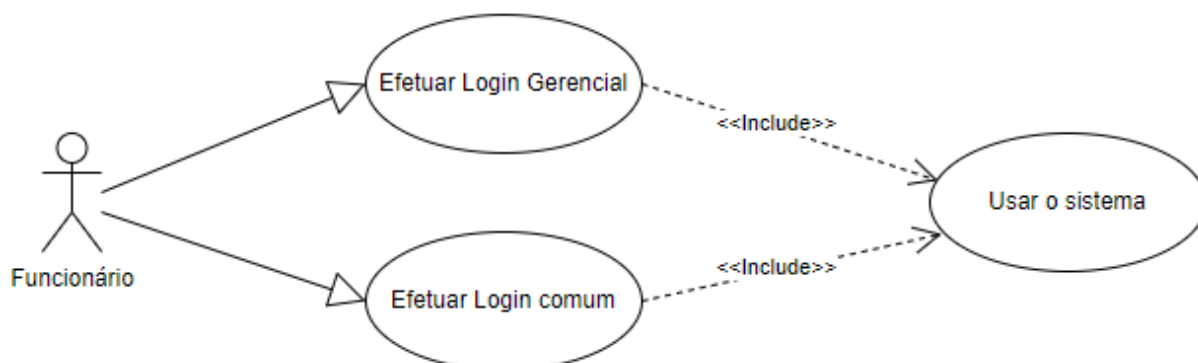 Efetuar Login Gerencial
<<Include>>
Usar o sistema
Funcionário
<<Include>>
Efetuar Login comum